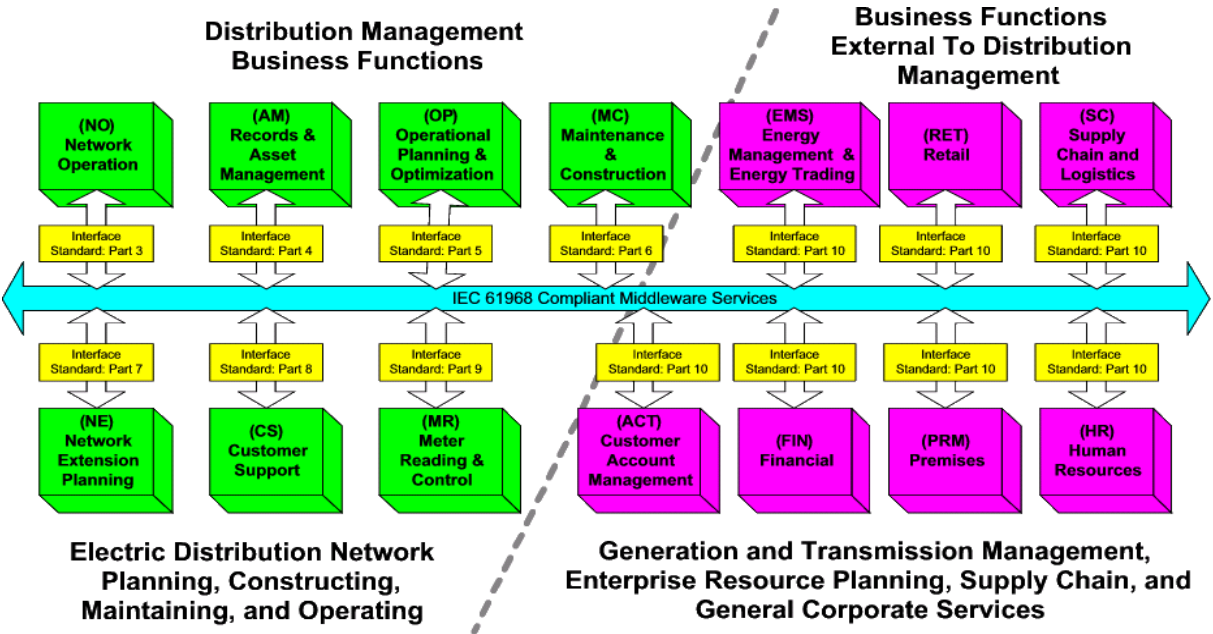 Distribution Management
Business Functions
Business Functions
External To Distribution
Management
(NO)
Network
Operation
(AM)
Records &
Asset
Management
(OP)
Operational
Planning &
Optimization
(MC)
Maintenance
&
Construction
(EMS)
Energy
Management &
Energy Trading
(RET)
Retail
(SC)
Supply
Chain and
Logistics
Interface
Standard: Part 3
Interface
Standard: Part 4
Interface
Standard: Part 5
Interface
Standard: Part 6
Interface
Standard: Part 10
Interface
Standard: Part 10
Interface
Standard: Part 10
IEC 61968 Compliant Middleware Services
Interface
Standard: Part 7
Interface
Standard: Part 8
Interface
Standard: Part 9
Interface
Standard: Part 10
Interface
Standard: Part 10
Interface
Standard: Part 10
Interface
Standard: Part 10
(NE)
Network
Extension
Planning
(CS)
Customer
Support
(MR)
Meter
Reading &
Control
(ACT)
Customer
Account
Management
(FIN)
Financial
(PRM)
Premises
(HR)
Human
Resources
Electric Distribution Network
Planning, Constructing,
Maintaining, and Operating
Generation and Transmission Management,
Enterprise Resource Planning, Supply Chain, and
General Corporate Services